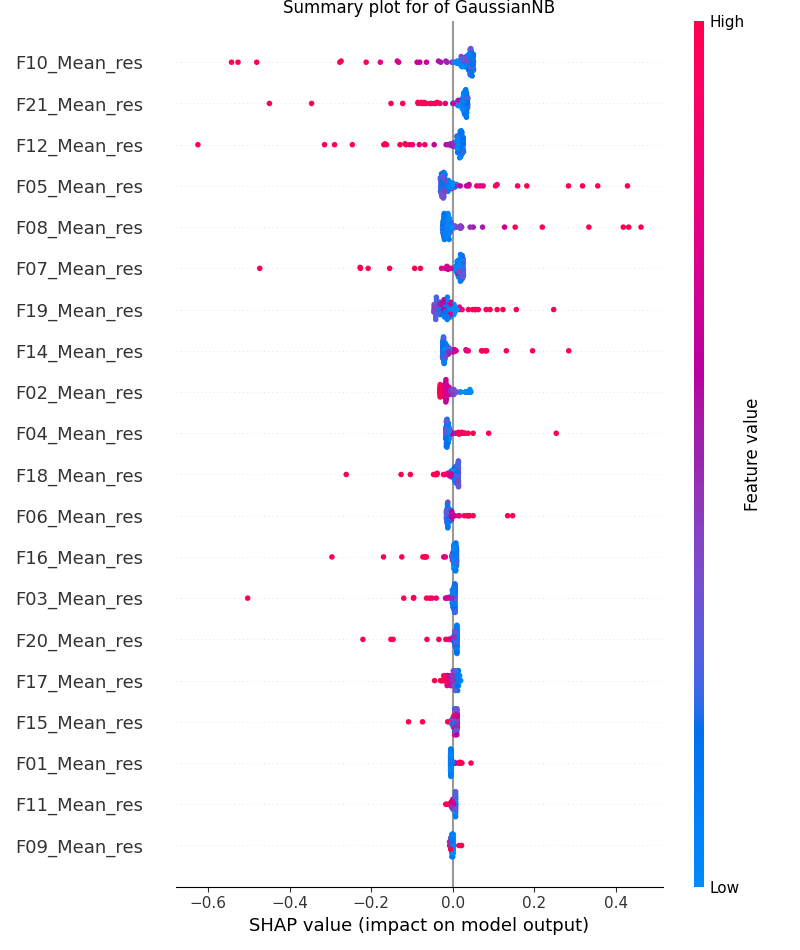 Summary plot for of GaussianNB
High
F10_Mean_res
F21_Mean_res
F12_Mean_res
F05_Mean_res
F08_Mean_res
F07_Mean_res
F19_Mean_res
F14_Mean_res
F02_Mean_res
F04_Mean_res
F18_Mean_res
F06_Mean_res
F16_Mean_res
F03_Mean_res
F20_Mean_res
F17_Mean_res
F15_Mean_res
F01_Mean_res
F11_Mean_res
F09_Mean_res
Feature value
Low
−0.6 −0.4 −0.2 0.0 0.2 0.4
SHAP value (impact on model output)